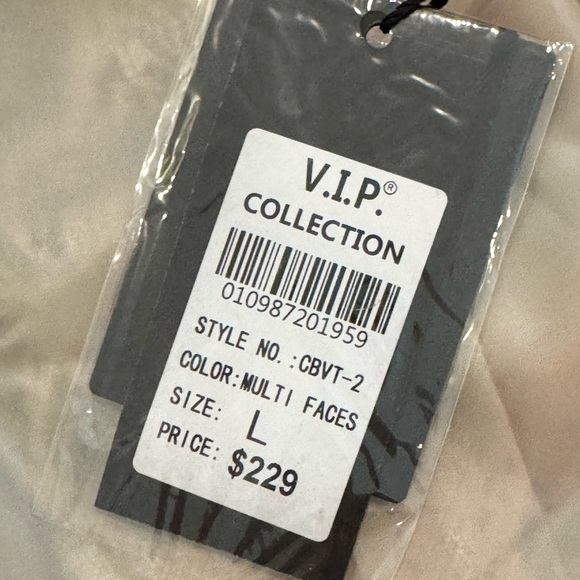 V.I.P.®
COLLECTION
010987201959
STYLE NO.:CBVT-2
COLOR:MULTI FACES
SIZE: L
PRICE: $229